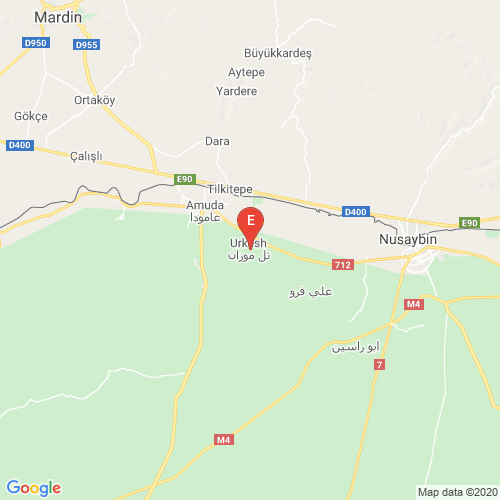 Mardin
D950
D955
Büyükkardeş
Aytepe
Yardere
Ortaköy
Gökçe
D400
Dara
Çalışlı
E90
Tilkitepe
Amuda
عامودا
D400
E90
E
Urkesh
تل موزان
Nusaybin
712
علي فرو
M4
ابو راسين
7
M4
Google
Map data ©2020